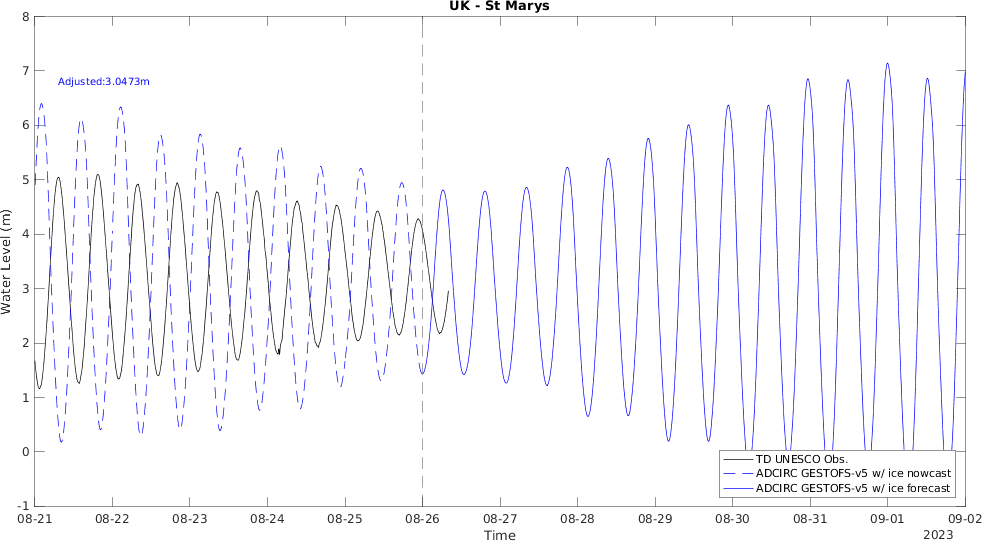 UK - St Marys
8
7
6
5
4
3
2
1
0
-1
Water Level (m)
Adjusted:3.0473m
TD UNESCO Obs.
ADCIRC GESTOFS-v5 w/ ice nowcast
ADCIRC GESTOFS-v5 w/ ice forecast
08-21 08-22 08-23 08-24 08-25 08-26 08-27 08-28 08-29 08-30 08-31 09-01 09-02
Time
2023